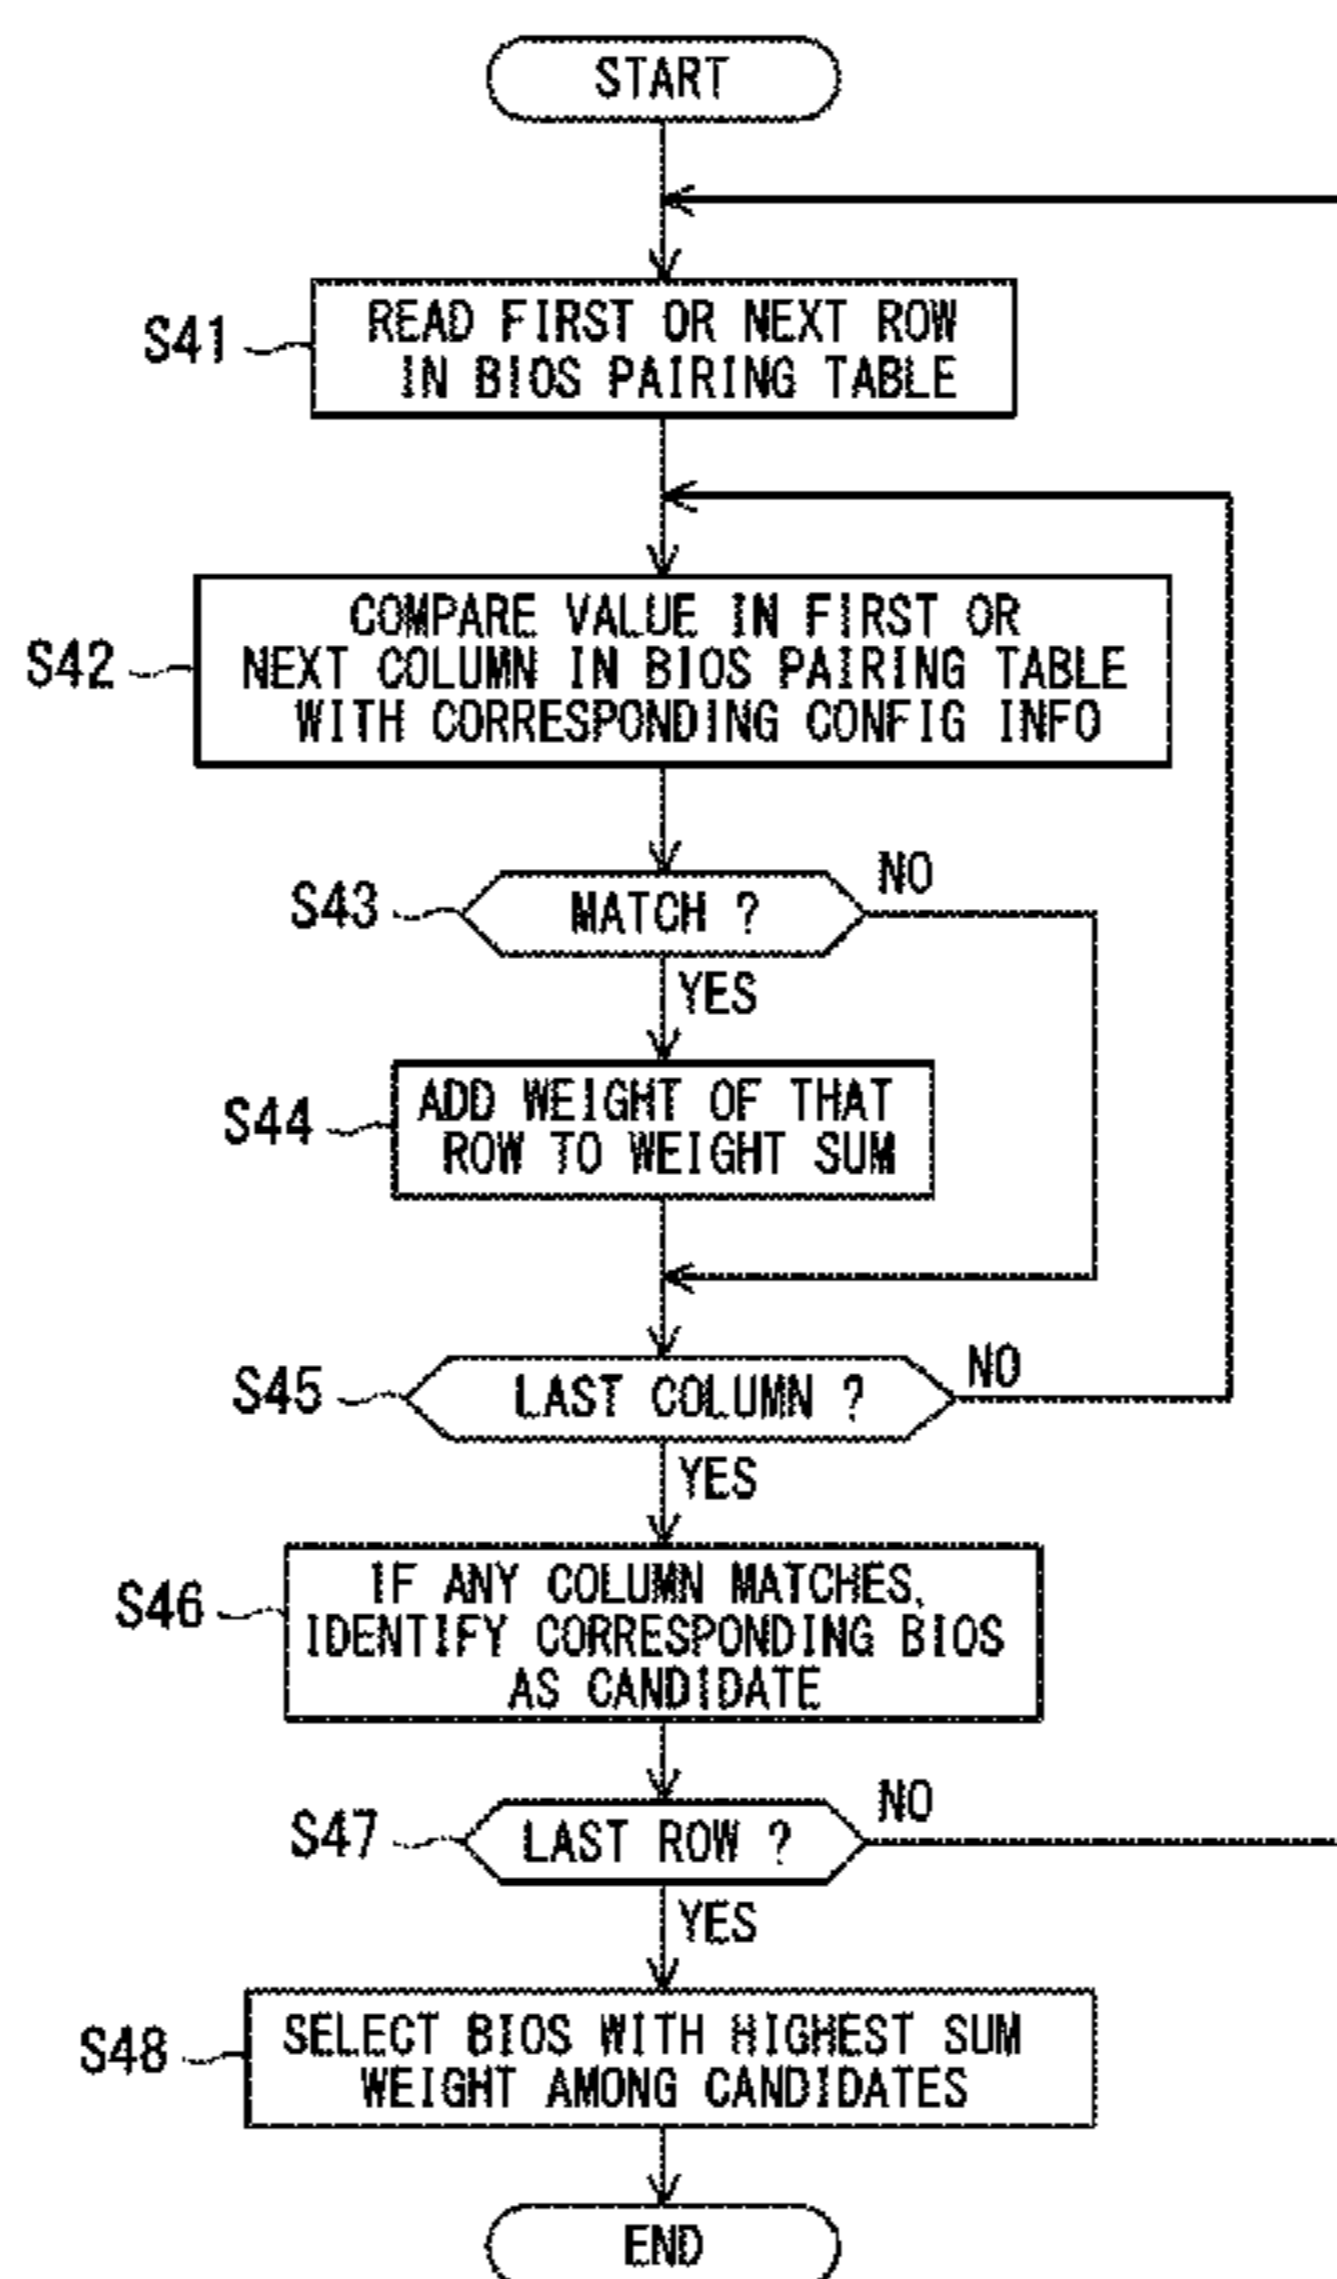 START
S41
READ FIRST OR NEXT ROW
IN BIOS PAIRING TABLE
S42
COMPARE VALUE IN FIRST OR
NEXT COLUMN IN BIOS PAIRING TABLE
WITH CORRESPONDING CONFIG INFO
S43
MATCH ?
NO
YES
S44
ADD WEIGHT OF THAT
ROW TO WEIGHT SUM
S45
LAST COLUMN ?
NO
YES
S46
IF ANY COLUMN MATCHES,
IDENTIFY CORRESPONDING BIOS
AS CANDIDATE
S47
LAST ROW ?
NO
YES
S48
SELECT BIOS WITH HIGHEST SUM
WEIGHT AMONG CANDIDATES
END